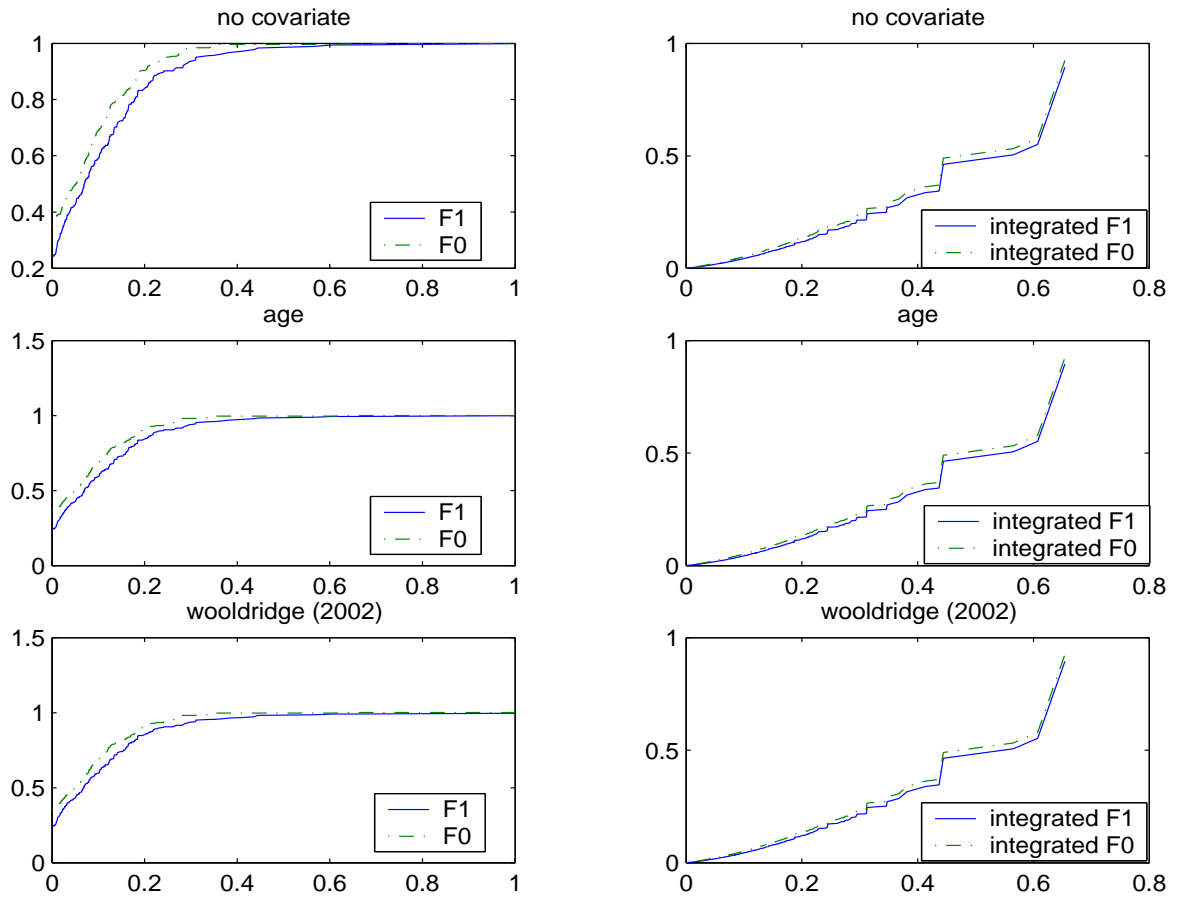 no covariate
1
0.8
0.6
0.4
0.2
0 0.2 0.4 0.6 0.8 1
F1
F0
no covariate
1
0.5
0
0 0.2 0.4 0.6 0.8
integrated F1
integrated F0
age
1.5
1
0.5
0
0 0.2 0.4 0.6 0.8 1
F1
F0
age
1
0.5
0
0 0.2 0.4 0.6 0.8
integrated F1
integrated F0
wooldridge (2002)
1.5
1
0.5
0
0 0.2 0.4 0.6 0.8 1
F1
F0
wooldridge (2002)
1
0.5
0
0 0.2 0.4 0.6 0.8
integrated F1
integrated F0